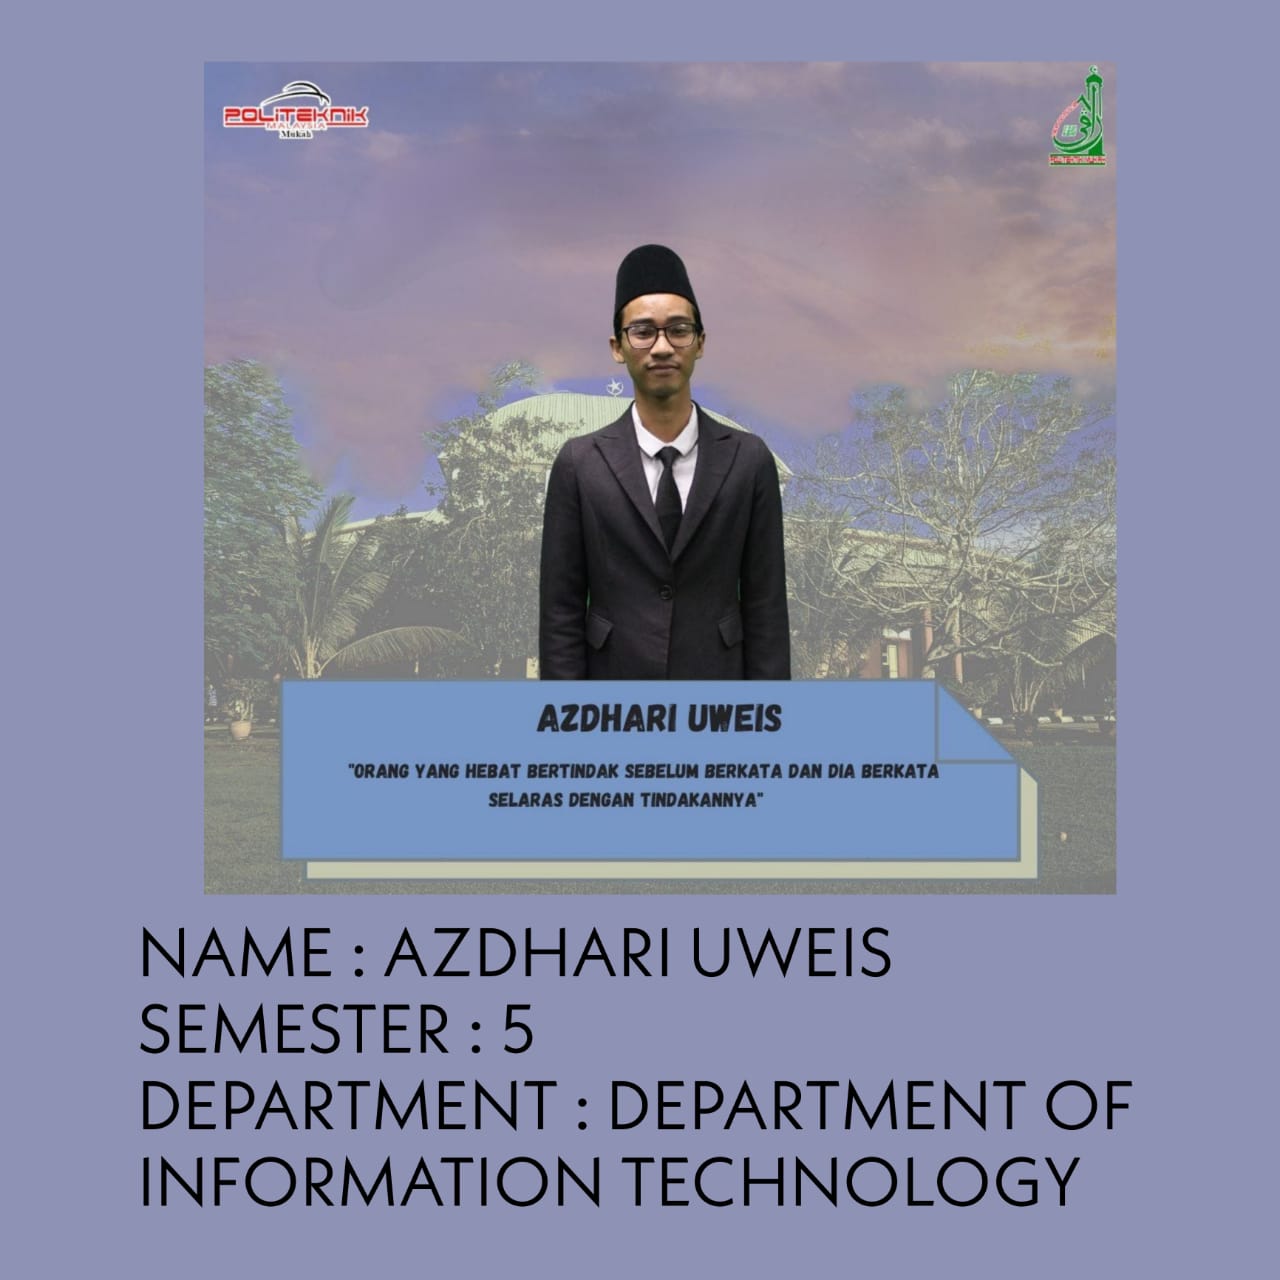 POLITEKNIK
MALAYSIA
Mukah
AZDHARI UWEIS
"ORANG YANG HEBAT BERTINDAK SEBELUM BERKATA DAN DIA BERKATA
SELARAS DENGAN TINDAKANNYA"
NAME : AZDHARI UWEIS
SEMESTER : 5
DEPARTMENT : DEPARTMENT OF
INFORMATION TECHNOLOGY